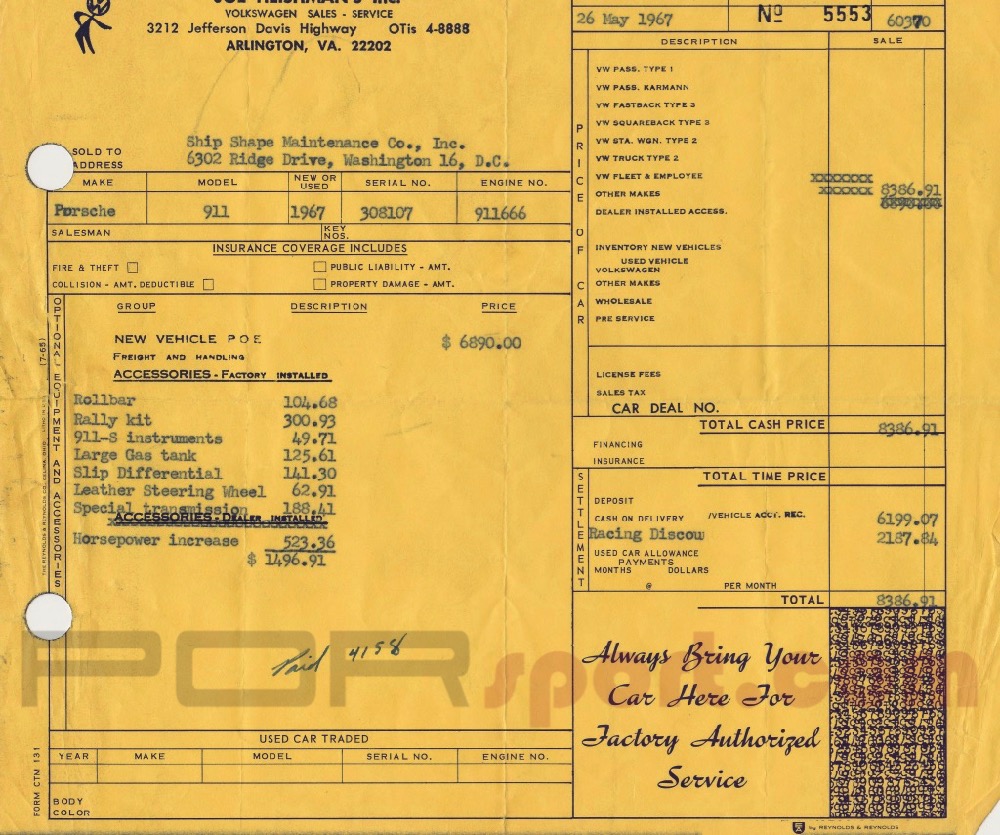 VOLKSWAGEN SALES - SERVICE
3212 Jefferson Davis Highway OTis 4-8888
ARLINGTON, VA. 22202
26 May 1967 Nº 5553 60370
DESCRIPTION SALE
SOLD TO
ADDRESS
Ship Shape Maintenance Co., Inc.
6302 Ridge Drive, Washington 16, D.C.
MAKE MODEL NEW OR USED SERIAL NO. ENGINE NO.
Porsche 911 1967 308107 911666
SALESMAN KEY NOS.
INSURANCE COVERAGE INCLUDES
FIRE & THEFT PUBLIC LIABILITY - AMT.
COLLISION - AMT. DEDUCTIBLE PROPERTY DAMAGE - AMT.
OPTIONAL EQUIPMENT AND ACCESSORIES
GROUP DESCRIPTION PRICE
NEW VEHICLE P O E $ 6890.00
FREIGHT AND HANDLING
ACCESSORIES - FACTORY INSTALLED
Rollbar 104.68
Rally kit 300.93
911-S instruments 49.71
Large Gas tank 125.61
Slip Differential 141.30
Leather Steering Wheel 62.91
Special transmission 188.41
ACCESSORIES - DEALER INSTALLED
Horsepower increase 523.36
$ 1496.91
Paid 4158
USED CAR TRADED
YEAR MAKE MODEL SERIAL NO. ENGINE NO.
BODY
COLOR
FORM CTN 131
(7-65)
PRICE OF CAR
VW PASS. TYPE 1
VW PASS. KARMANN
VW FASTBACK TYPE 3
VW SQUAREBACK TYPE 3
VW STA. WGN. TYPE 2
VW TRUCK TYPE 2
VW FLEET & EMPLOYEE XXXXXXX
OTHER MAKES XXXXXXX 8386.91
DEALER INSTALLED ACCESS.
INVENTORY NEW VEHICLES
USED VEHICLE
VOLKSWAGEN
OTHER MAKES
WHOLESALE
PRE SERVICE
LICENSE FEES
SALES TAX
CAR DEAL NO.
TOTAL CASH PRICE 8386.91
FINANCING
INSURANCE
TOTAL TIME PRICE
SETTLEMENT
DEPOSIT
CASH ON DELIVERY /VEHICLE ACCT. REC. 6199.07
Racing Discou 2187.84
USED CAR ALLOWANCE
PAYMENTS
MONTHS DOLLARS
@ PER MONTH
TOTAL 8386.91
Always Bring Your
Car Here For
Factory Authorized
Service
by REYNOLDS & REYNOLDS
PORsport.com